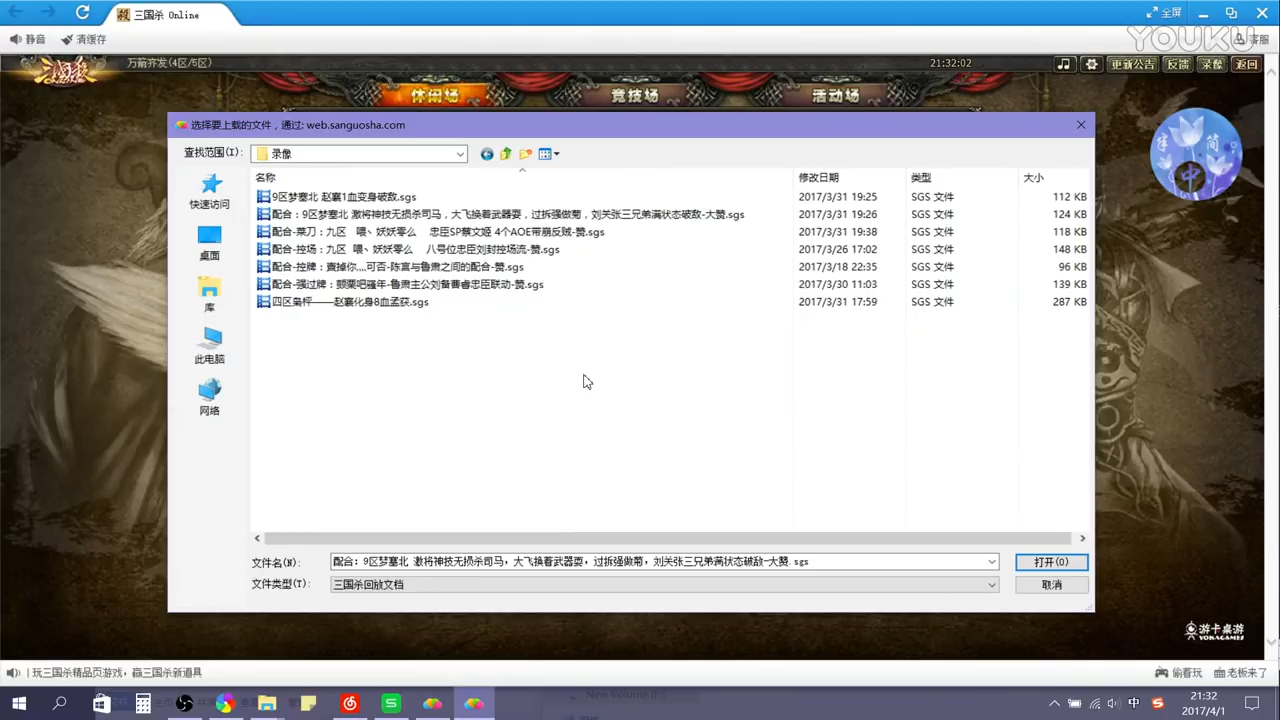 三国杀 Online
全屏
静音 清缓存
YOUKU
客服
三国杀
万箭齐发(4区/5区)
21:32:02
更新公告 反馈 录像 返回
休闲场 竞技场 活动场
选择要上载的文件，通过: web.sanguosha.com
查找范围(I): 录像
名称 修改日期 类型 大小
快速访问
桌面
库
此电脑
网络
9区梦塞北 赵襄1血变身破敌.sgs 2017/3/31 19:25 SGS 文件 112 KB
配合：9区梦塞北 激将神技无损杀司马，大飞换着武器耍，过拆强做菊，刘关张三兄弟满状态破敌-大赞.sgs 2017/3/31 19:26 SGS 文件 124 KB
配合-菜刀：九区 喂丶妖妖零么 忠臣SP蔡文姬 4个AOE带崩反贼-赞.sgs 2017/3/31 19:38 SGS 文件 118 KB
配合-控场：九区 喂丶妖妖零么 八号位忠臣刘封控场流-赞.sgs 2017/3/26 17:02 SGS 文件 148 KB
配合-控牌：賣掉你,,,,可否-陈宫与鲁肃之间的配合-赞.sgs 2017/3/18 22:35 SGS 文件 96 KB
配合-强过牌：颤栗吧骚年-鲁肃主公刘备曹睿忠臣联动-赞.sgs 2017/3/30 11:03 SGS 文件 139 KB
四区枭枰——赵襄化身8血孟获.sgs 2017/3/31 17:59 SGS 文件 287 KB
文件名(N): 配合：9区梦塞北 激将神技无损杀司马，大飞换着武器耍，过拆强做菊，刘关张三兄弟满状态破敌-大赞.sgs 打开(O)
文件类型(T): 三国杀回放文档 取消
简
中
游卡桌游
YOKAGAMES
玩三国杀精品页游戏，赢三国杀新道具
偷着玩 老板来了
New Volume (F:)
中
21:32
2017/4/1